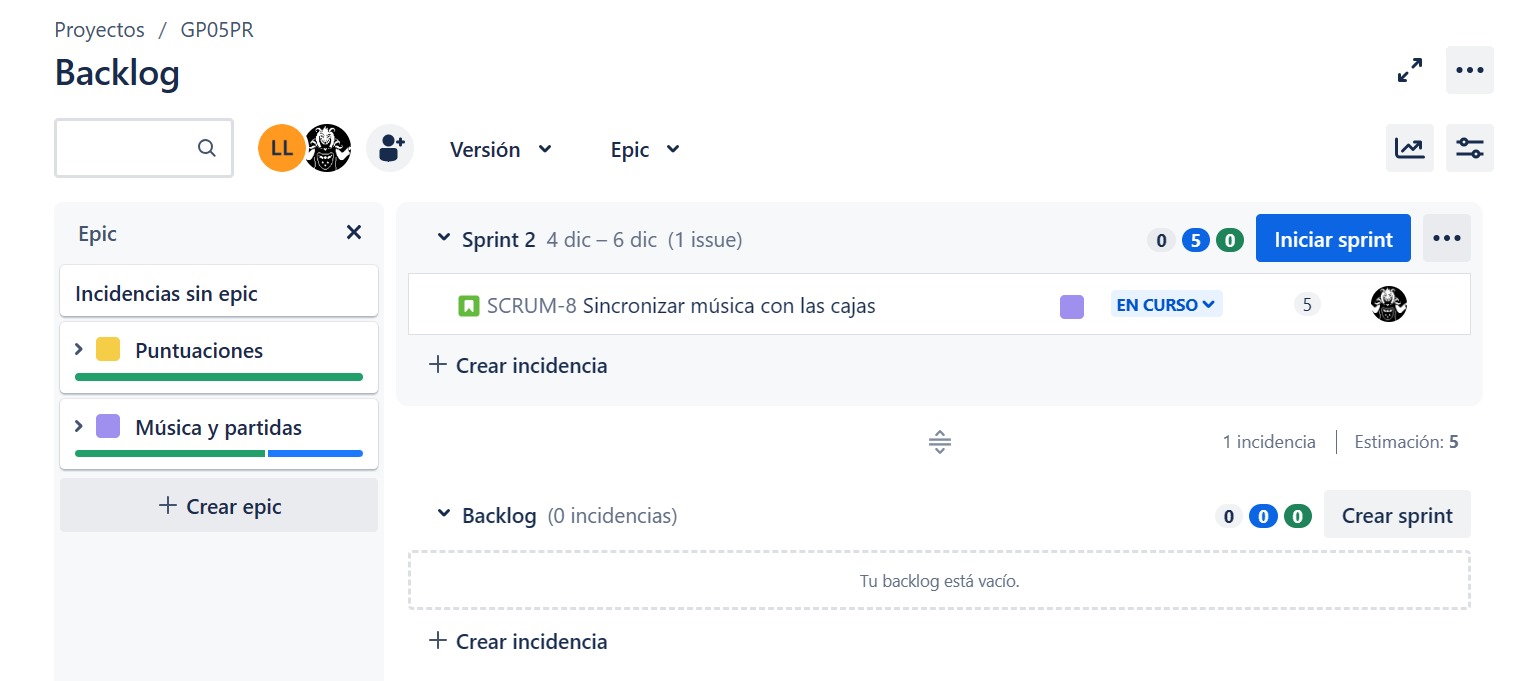 Proyectos / GP05PR
Backlog
LL
Versión
Epic
Epic
Incidencias sin epic
Puntuaciones
Música y partidas
+ Crear epic
Sprint 2 4 dic – 6 dic (1 issue) 0 5 0 Iniciar sprint
SCRUM-8 Sincronizar música con las cajas EN CURSO 5
+ Crear incidencia
1 incidencia Estimación: 5
Backlog (0 incidencias) 0 0 0 Crear sprint
Tu backlog está vacío.
+ Crear incidencia